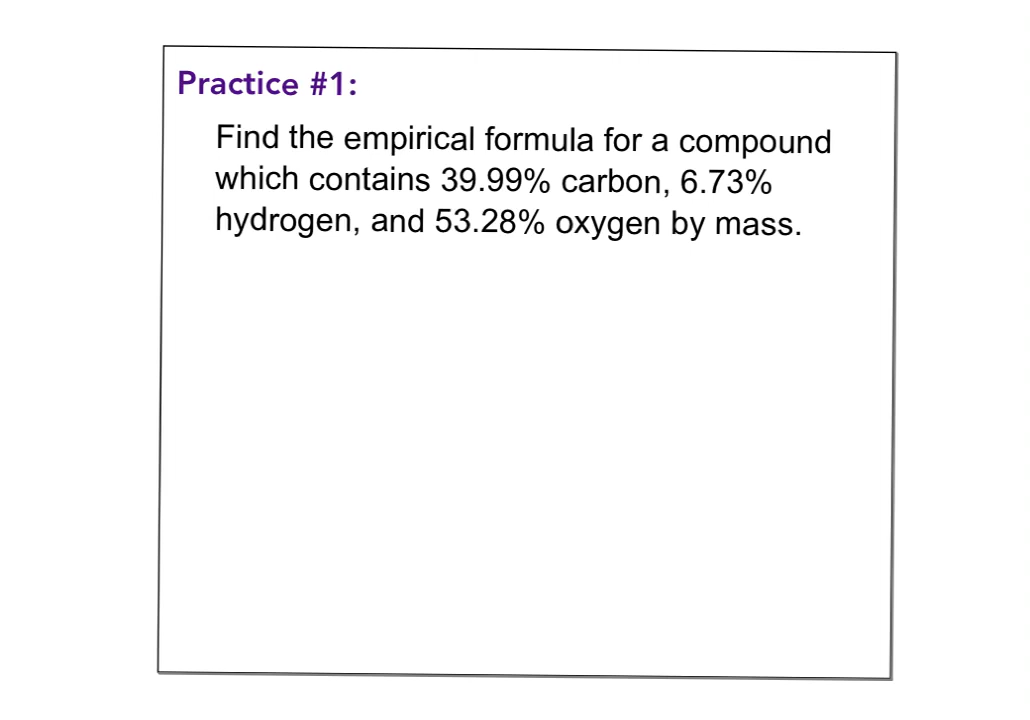 Practice #1:
Find the empirical formula for a compound
which contains 39.99% carbon, 6.73%
hydrogen, and 53.28% oxygen by mass.